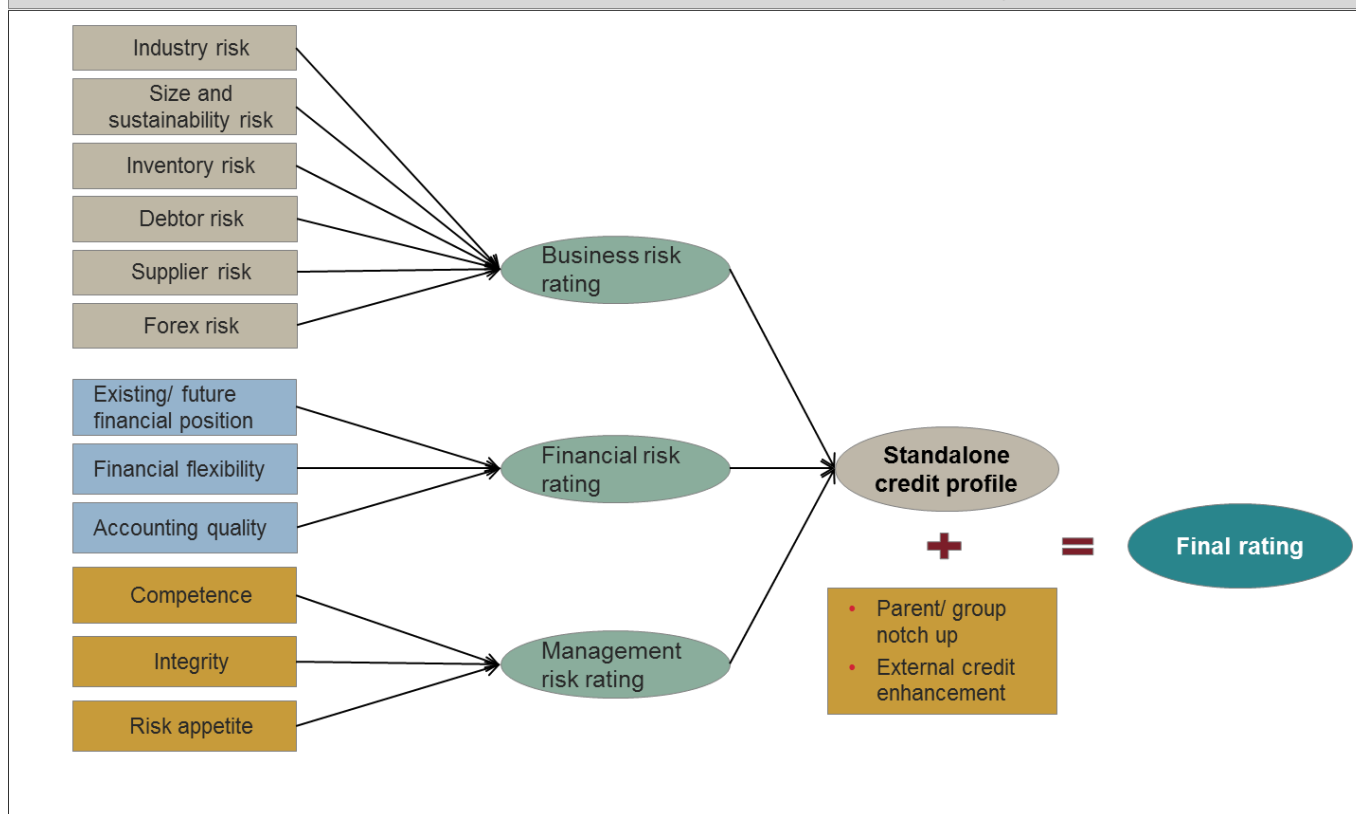 Industry risk
Size and
sustainability risk
Inventory risk
Debtor risk
Supplier risk
Forex risk
Business risk
rating
Existing/ future
financial position
Financial flexibility
Accounting quality
Financial risk
rating
Competence
Integrity
Risk appetite
Management
risk rating
Standalone
credit profile
+
• Parent/ group
notch up
• External credit
enhancement
=
Final rating